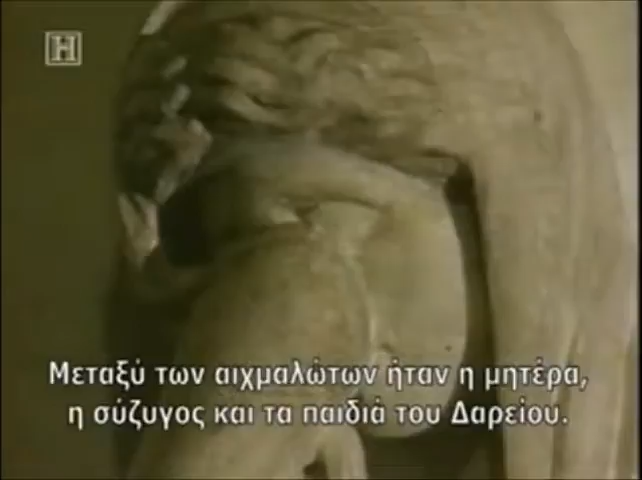 H
Μεταξύ των αιχμαλώτων ήταν η μητέρα,
η σύζυγος και τα παιδιά του Δαρείου.